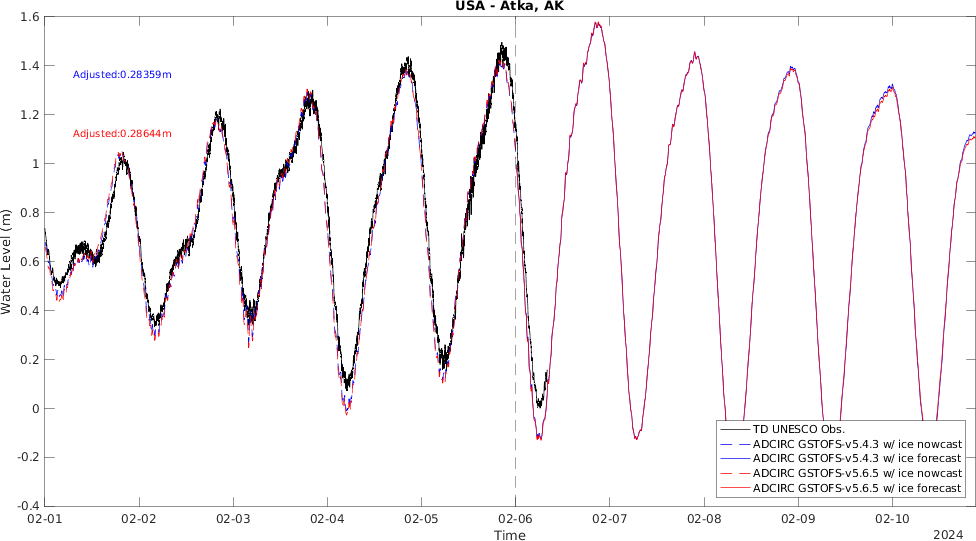 USA - Atka, AK
1.6
1.4
1.2
1
0.8
0.6
0.4
0.2
0
-0.2
-0.4
Water Level (m)
Adjusted:0.28359m
Adjusted:0.28644m
TD UNESCO Obs.
ADCIRC GSTOFS-v5.4.3 w/ ice nowcast
ADCIRC GSTOFS-v5.4.3 w/ ice forecast
ADCIRC GSTOFS-v5.6.5 w/ ice nowcast
ADCIRC GSTOFS-v5.6.5 w/ ice forecast
02-01 02-02 02-03 02-04 02-05 02-06 02-07 02-08 02-09 02-10
Time
2024